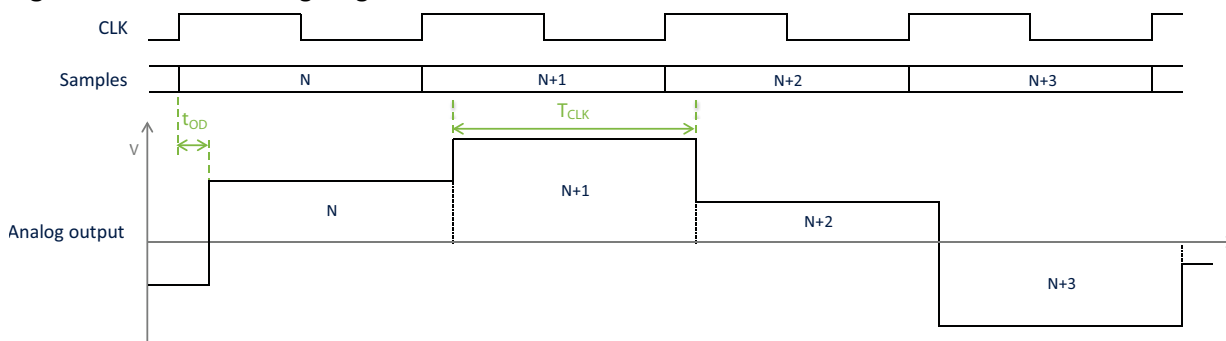 CLK
Samples N N+1 N+2 N+3
tOD TCLK
V
N N+1 N+2
Analog output
N+3